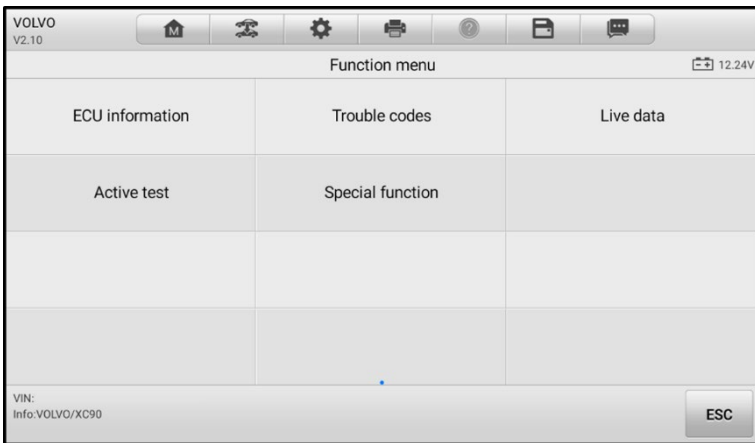 VOLVO
V2.10
M
?
Function menu
12.24V
ECU information
Trouble codes
Live data
Active test
Special function
VIN:
Info:VOLVO/XC90
ESC